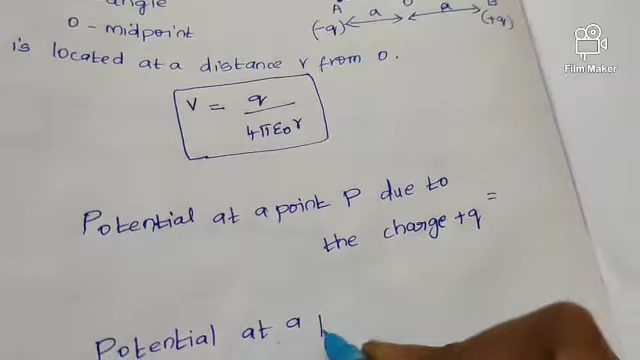 angle
A O B
O - midpoint (-q) a a (+q)
is located at a distance r from O.
V = q / 4πε₀r
Potential at a point P due to
the charge +q =
Potential at a
Film Maker